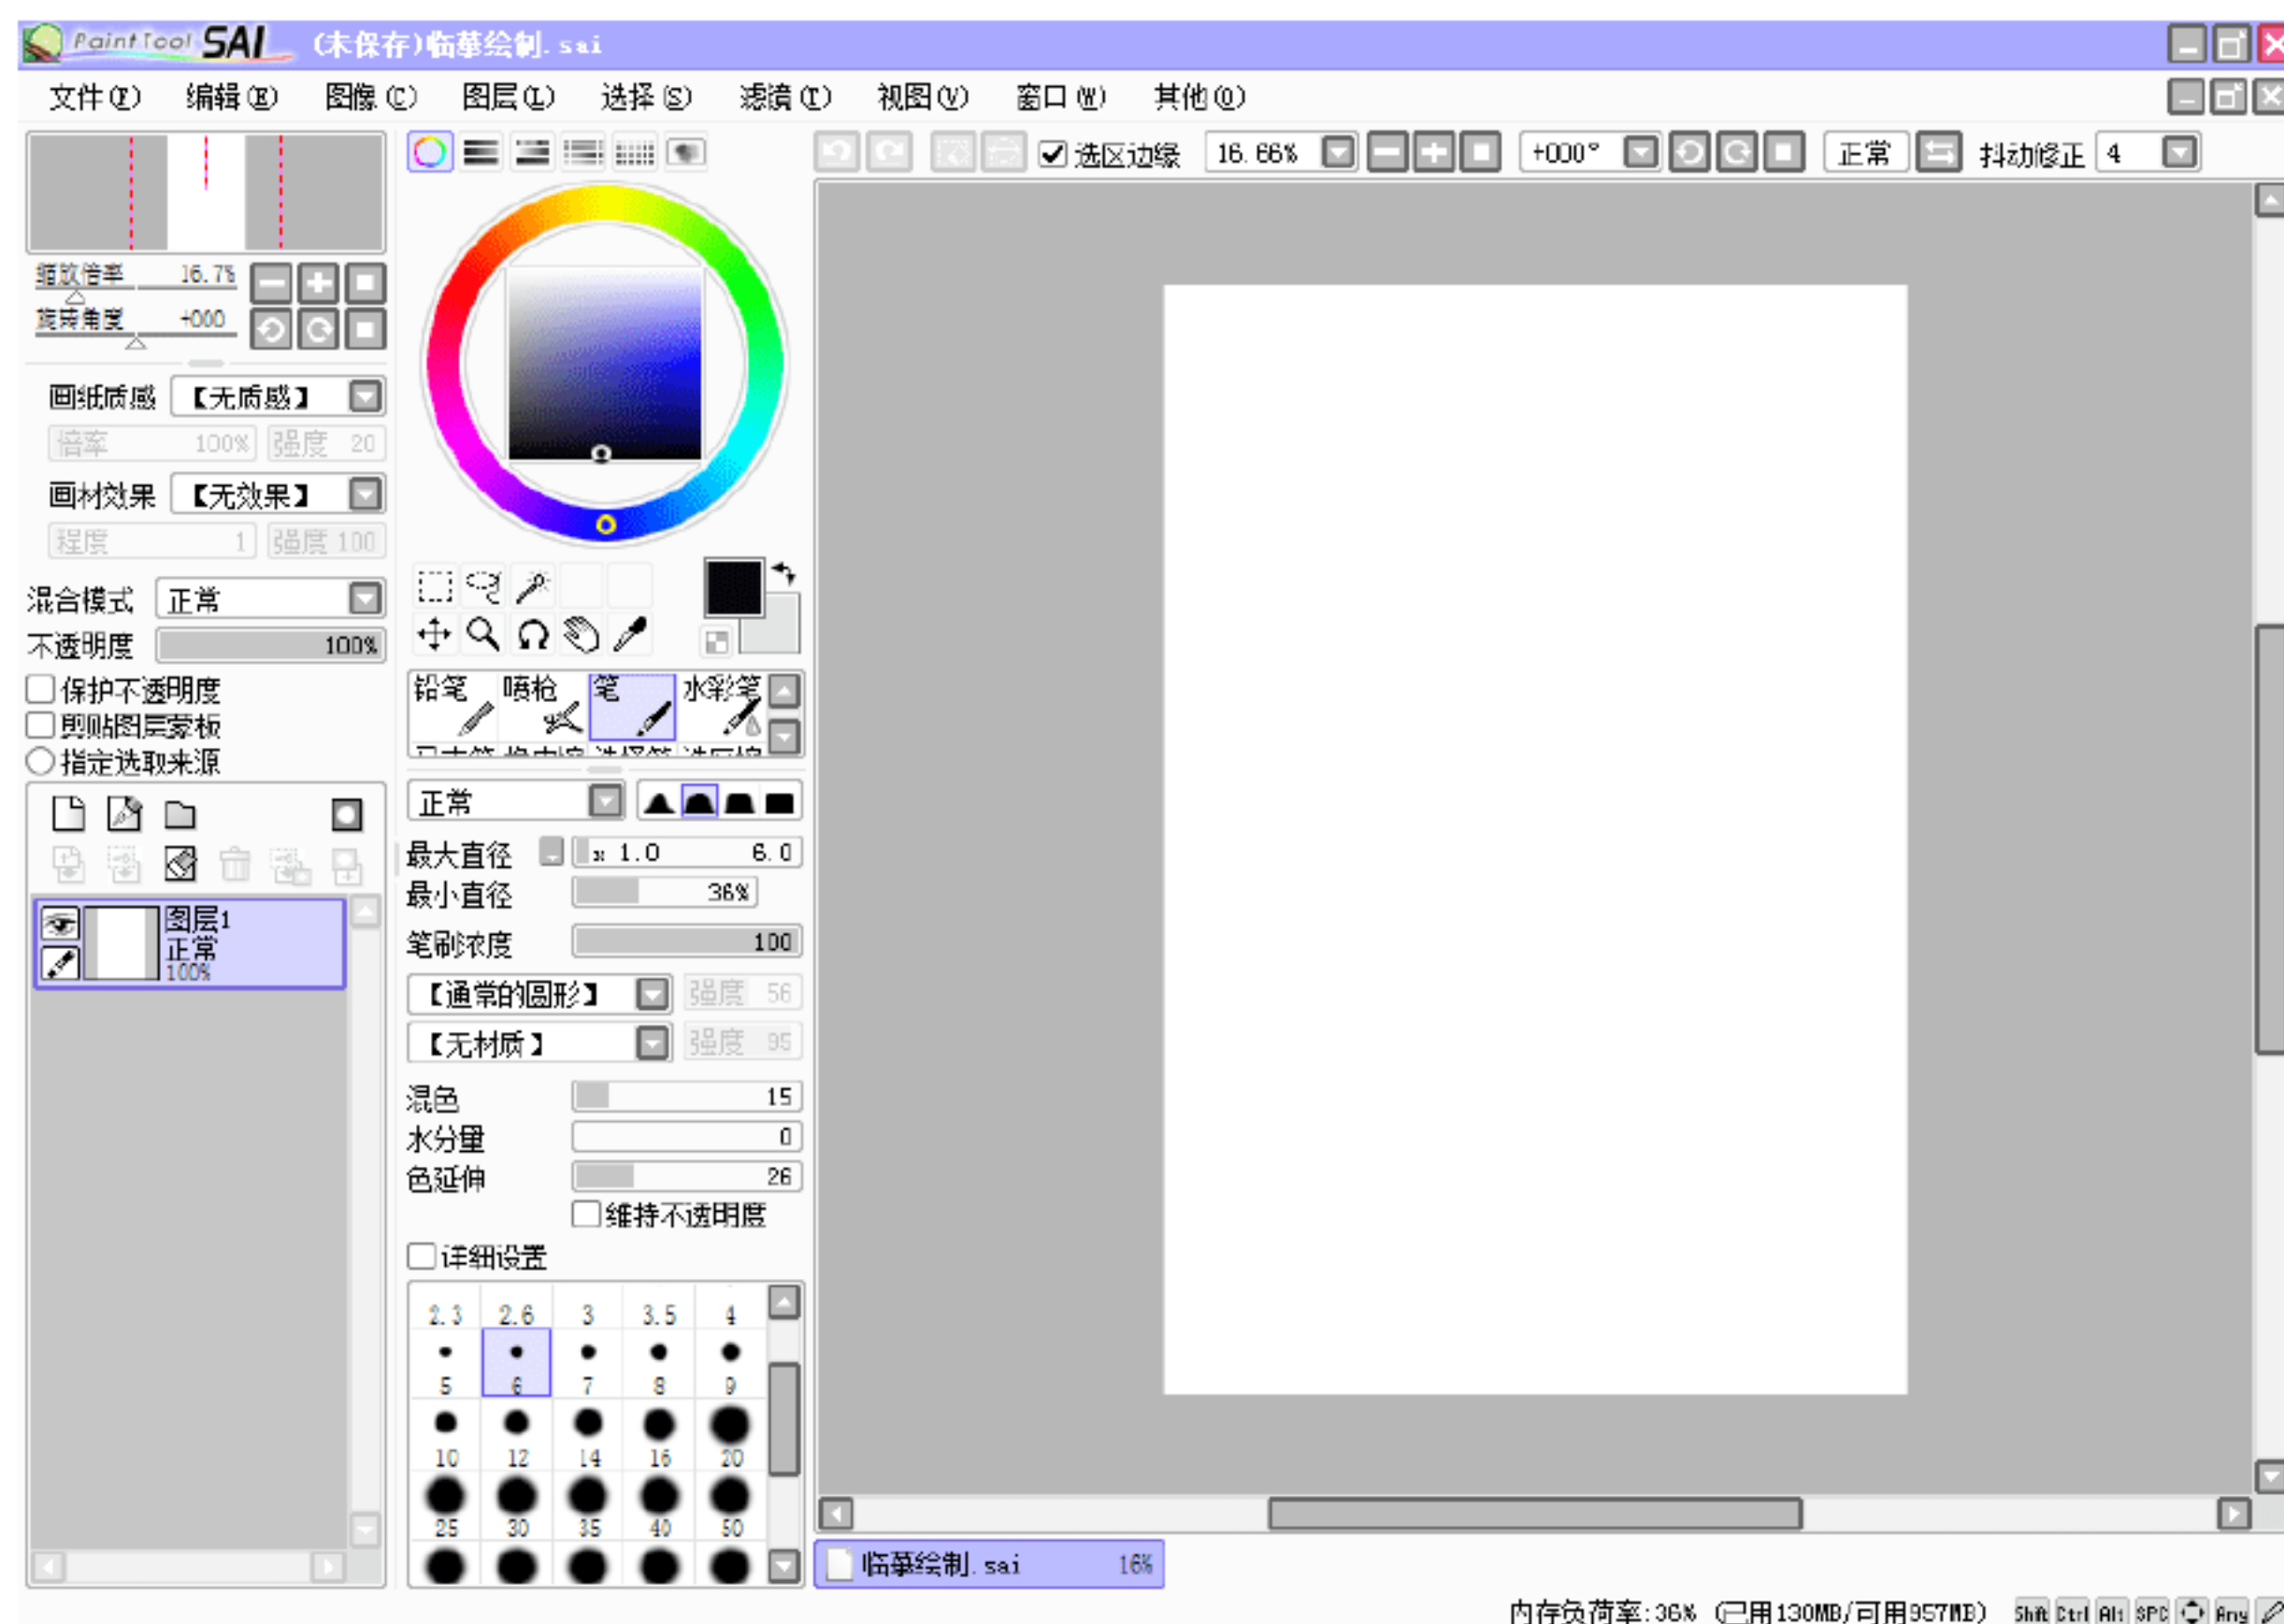 PaintTool SAI (未保存)临摹绘制.sai
文件(F) 编辑(E) 图像(C) 图层(L) 选择(S) 滤镜(T) 视图(V) 窗口(W) 其他(O)
选区边缘 16.66% +000° 正常 抖动修正 4
缩放倍率 16.7%
旋转角度 +000
画纸质感 【无质感】
倍率 100% 强度 20
画材效果 【无效果】
程度 1 强度 100
混合模式 正常
不透明度 100%
保护不透明度
剪贴图层蒙板
指定选取来源
图层1
正常
100%
铅笔 喷枪 笔 水彩笔
正常
最大直径 x 1.0 6.0
最小直径 36%
笔刷浓度 100
【通常的圆形】 强度 56
【无材质】 强度 95
混色 15
水分量 0
色延伸 26
维持不透明度
详细设置
2.3 2.6 3 3.5 4
5 6 7 8 9
10 12 14 16 20
25 30 35 40 50
临摹绘制.sai 16%
内存负荷率:36% (已用130MB/可用957MB) Shift Ctrl Alt SPC Any